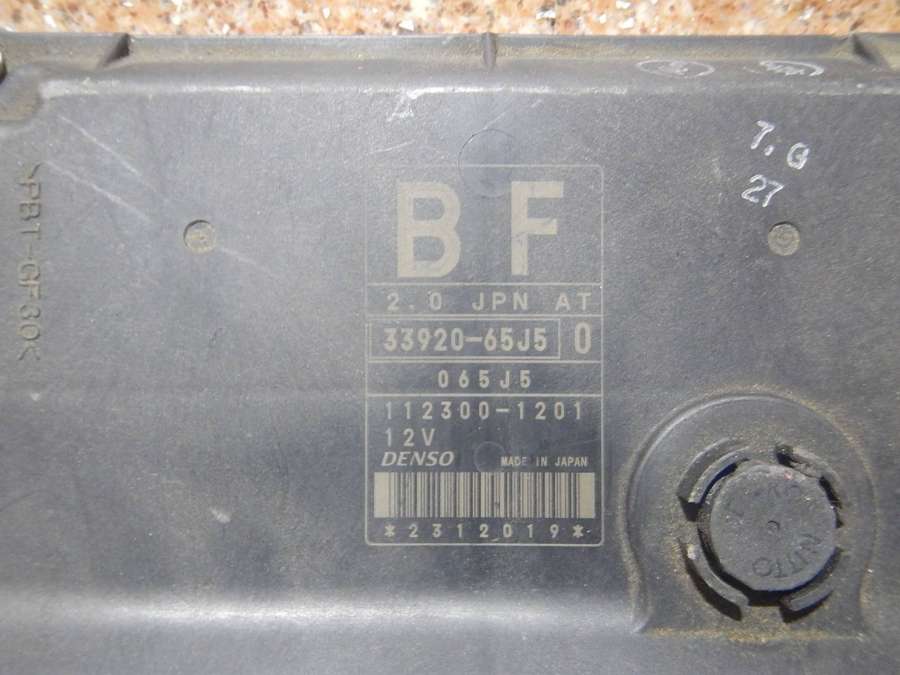 7, G
27
>PBT-GF30<
BF
2.0 JPN AT
33920-65J5 0
065J5
112300-1201
12V
DENSO MADE IN JAPAN
*2312019*